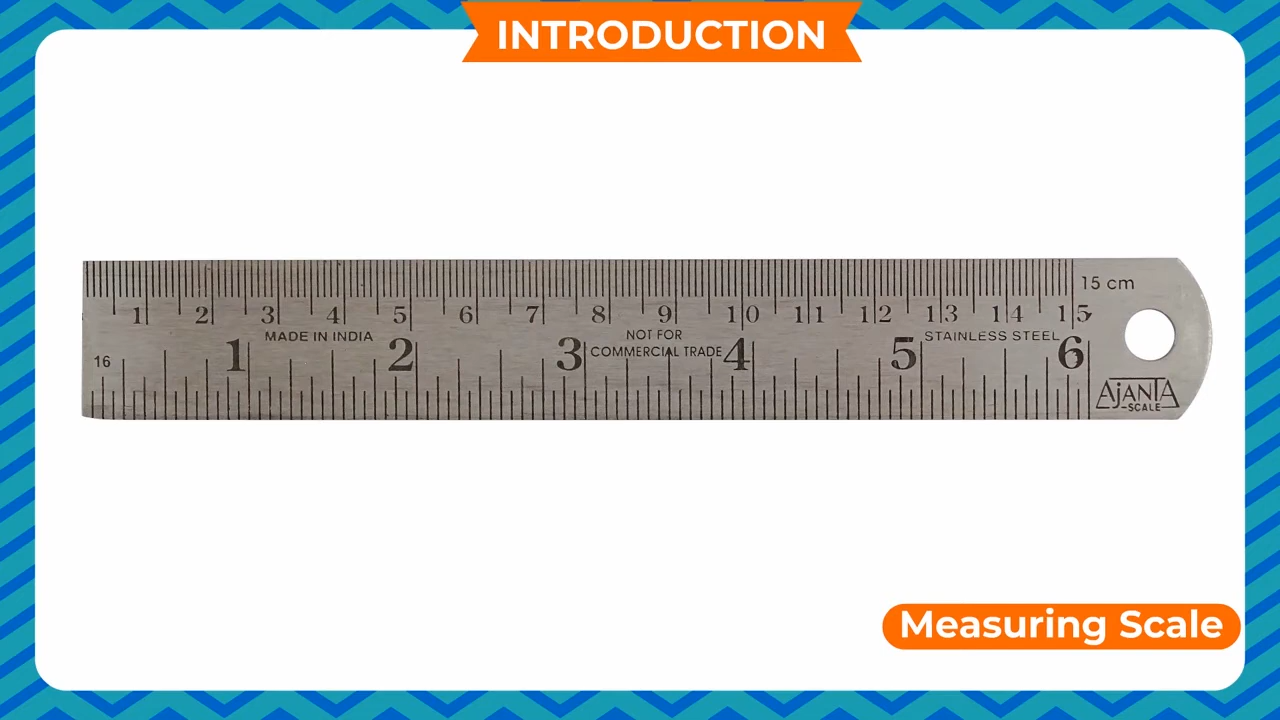 INTRODUCTION
15 cm
1 2 3 4 5 6 7 8 9 10 11 12 13 14 15
MADE IN INDIA
NOT FOR
COMMERCIAL TRADE
STAINLESS STEEL
16
1 2 3 4 5 6
AJANTA
SCALE
Measuring Scale